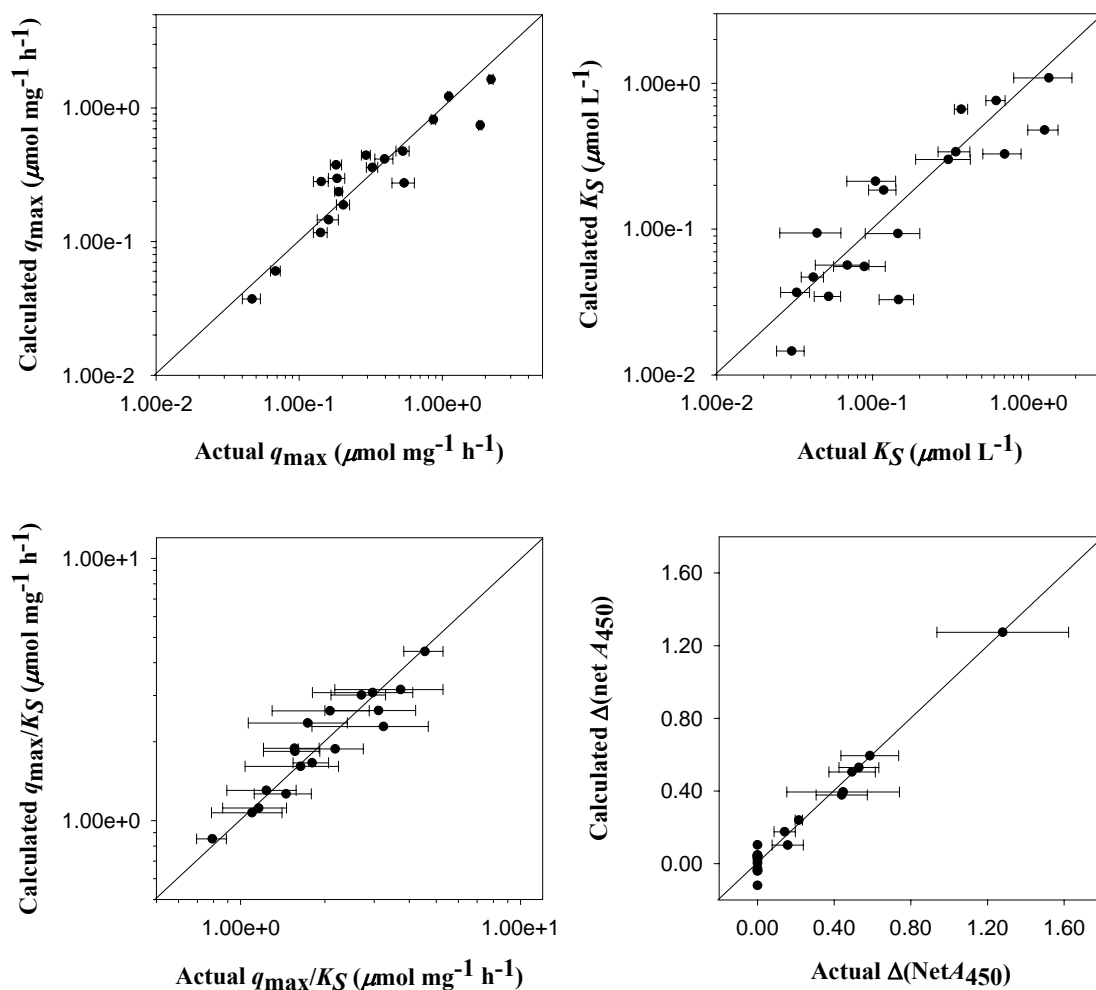 Calculated qmax (μmol mg-1 h-1)
1.00e+0
1.00e-1
1.00e-2
1.00e-2 1.00e-1 1.00e+0
Actual qmax (μmol mg-1 h-1)
Calculated KS (μmol L-1)
1.00e+0
1.00e-1
1.00e-2
1.00e-2 1.00e-1 1.00e+0
Actual KS (μmol L-1)
Calculated qmax/KS (μmol mg-1 h-1)
1.00e+1
1.00e+0
1.00e+0 1.00e+1
Actual qmax/KS (μmol mg-1 h-1)
Calculated Δ(net A450)
1.60
1.20
0.80
0.40
0.00
0.00 0.40 0.80 1.20 1.60
Actual Δ(NetA450)